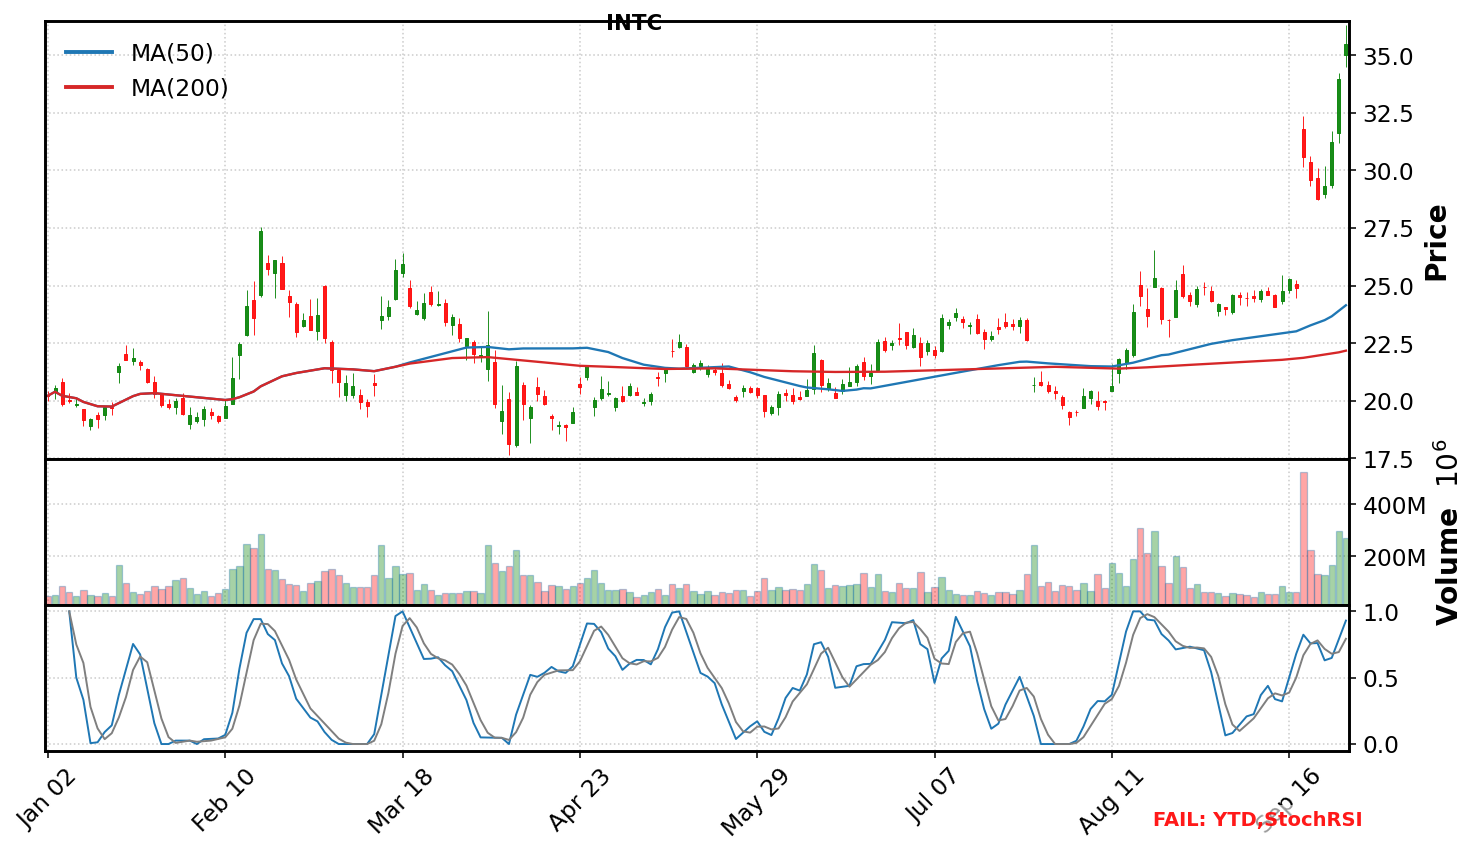 INTC
MA(50)
MA(200)
35.0
32.5
30.0
27.5
25.0
22.5
20.0
17.5
Price
400M
200M
Volume 10^6
1.0
0.5
0.0
Jan 02
Feb 10
Mar 18
Apr 23
May 29
Jul 07
Aug 11
Sep 16
FAIL: YTD,StochRSI